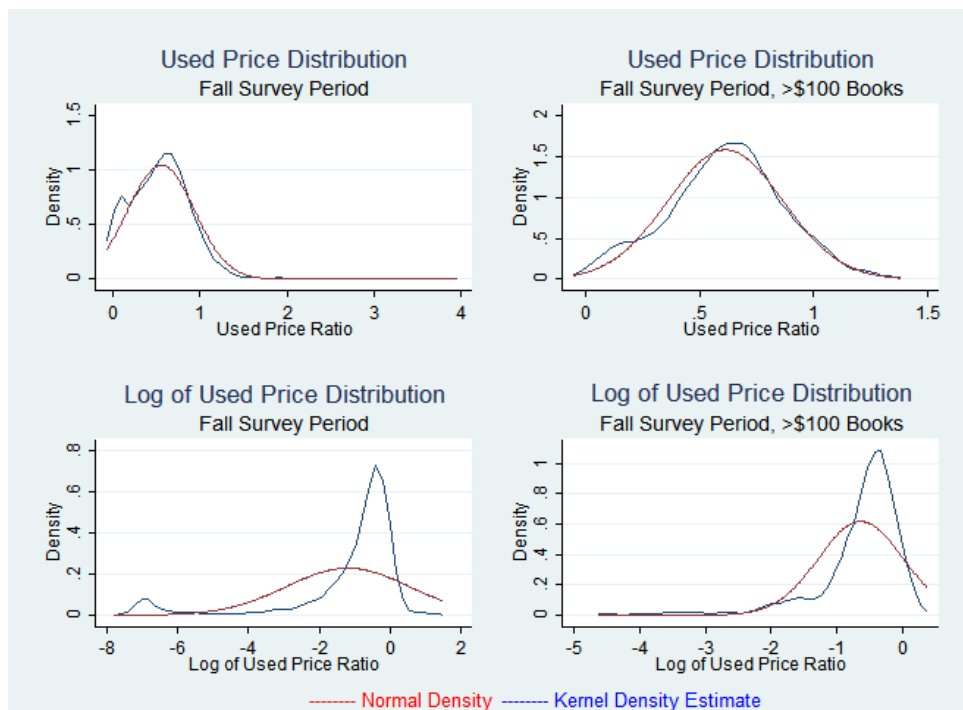 Used Price Distribution
Fall Survey Period
Density
0
.5
1
1.5
0
1
2
3
4
Used Price Ratio
Used Price Distribution
Fall Survey Period, >$100 Books
Density
0
.5
1
1.5
2
0
.5
1
1.5
Used Price Ratio
Log of Used Price Distribution
Fall Survey Period
Density
0
.2
.4
.6
.8
-8
-6
-4
-2
0
2
Log of Used Price Ratio
Log of Used Price Distribution
Fall Survey Period, >$100 Books
Density
0
.2
.4
.6
.8
1
-5
-4
-3
-2
-1
0
Log of Used Price Ratio
-------- Normal Density -------- Kernel Density Estimate